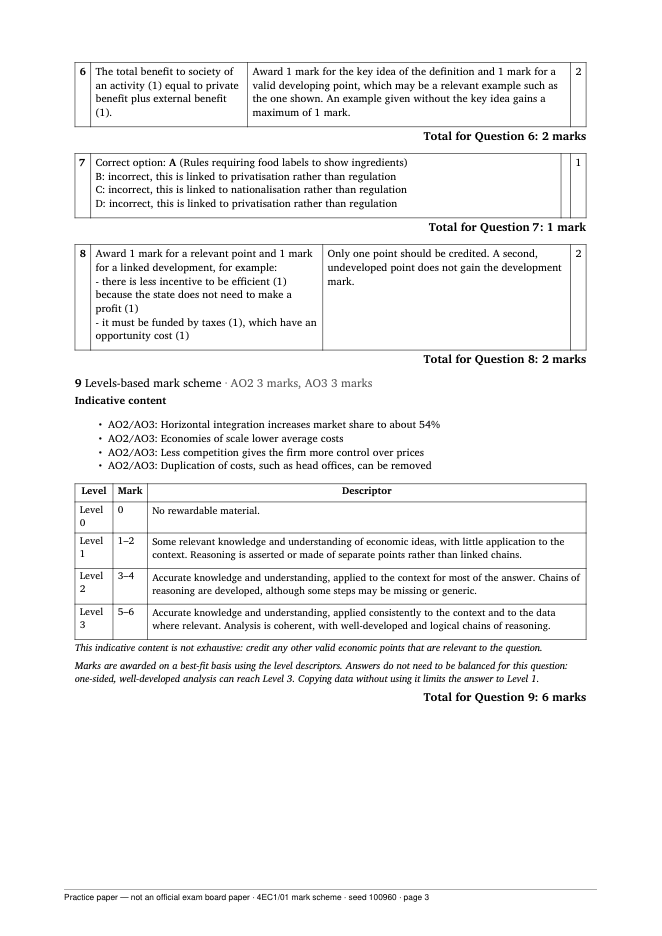 6
The total benefit to society of
an activity (1) equal to private
benefit plus external benefit
(1).
Award 1 mark for the key idea of the definition and 1 mark for a
valid developing point, which may be a relevant example such as
the one shown. An example given without the key idea gains a
maximum of 1 mark.
2
Total for Question 6: 2 marks
7
Correct option: A (Rules requiring food labels to show ingredients)
B: incorrect, this is linked to privatisation rather than regulation
C: incorrect, this is linked to nationalisation rather than regulation
D: incorrect, this is linked to privatisation rather than regulation
1
Total for Question 7: 1 mark
8
Award 1 mark for a relevant point and 1 mark
for a linked development, for example:
- there is less incentive to be efficient (1)
because the state does not need to make a
profit (1)
- it must be funded by taxes (1), which have an
opportunity cost (1)
Only one point should be credited. A second,
undeveloped point does not gain the development
mark.
2
Total for Question 8: 2 marks
9 Levels-based mark scheme · AO2 3 marks, AO3 3 marks
Indicative content
• AO2/AO3: Horizontal integration increases market share to about 54%
• AO2/AO3: Economies of scale lower average costs
• AO2/AO3: Less competition gives the firm more control over prices
• AO2/AO3: Duplication of costs, such as head offices, can be removed
Level Mark Descriptor
Level 0 No rewardable material.
0
Level 1–2 Some relevant knowledge and understanding of economic ideas, with little application to the
1 context. Reasoning is asserted or made of separate points rather than linked chains.
Level 3–4 Accurate knowledge and understanding, applied to the context for most of the answer. Chains of
2 reasoning are developed, although some steps may be missing or generic.
Level 5–6 Accurate knowledge and understanding, applied consistently to the context and to the data
3 where relevant. Analysis is coherent, with well-developed and logical chains of reasoning.
This indicative content is not exhaustive: credit any other valid economic points that are relevant to the question.
Marks are awarded on a best-fit basis using the level descriptors. Answers do not need to be balanced for this question:
one-sided, well-developed analysis can reach Level 3. Copying data without using it limits the answer to Level 1.
Total for Question 9: 6 marks
Practice paper — not an official exam board paper · 4EC1/01 mark scheme · seed 100960 · page 3